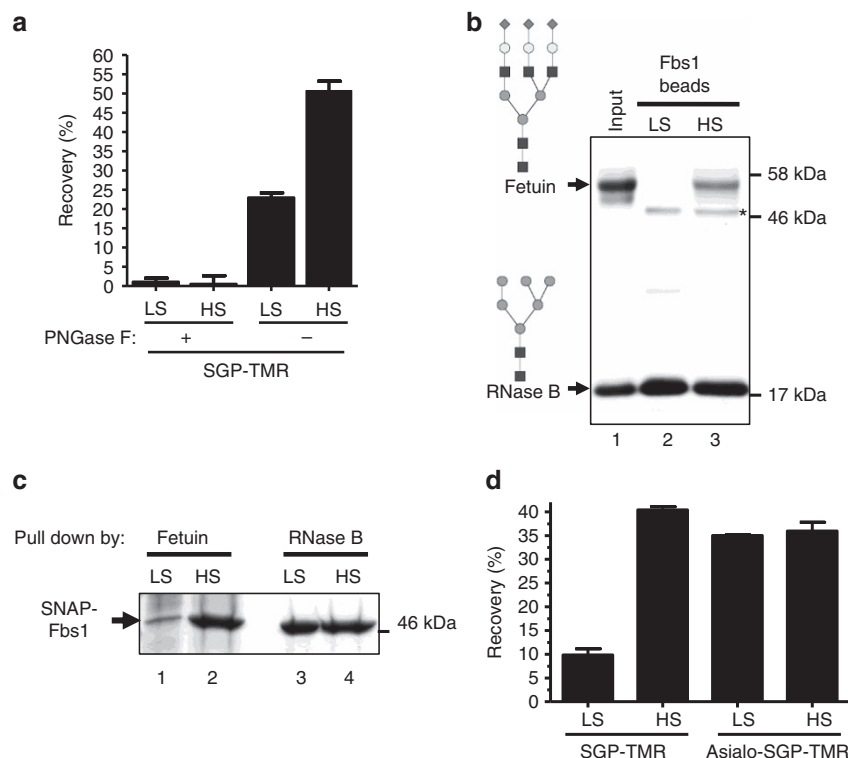 a
60
55
50
45
40
35
30
25
20
15
10
5
0
Recovery (%)
LS HS LS HS
PNGase F: + –
SGP-TMR
b
Fbs1
beads
Input
LS HS
Fetuin
58 kDa
46 kDa
*
RNase B
17 kDa
1 2 3
c
Pull down by: Fetuin RNase B
LS HS LS HS
SNAP-
Fbs1
46 kDa
1 2 3 4
d
40
35
30
25
20
15
10
5
0
Recovery (%)
LS HS LS HS
SGP-TMR Asialo-SGP-TMR